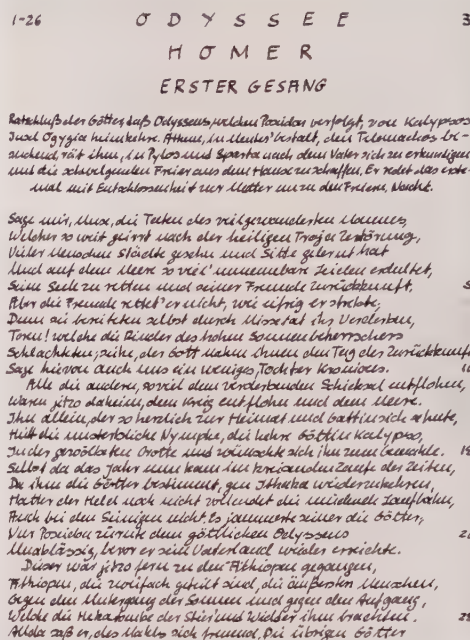 1-26 ODYSSEE 3
HOMER
ERSTER GESANG
Ratschluß der Götter, daß Odysseus, welchen Poseidon verfolgt, von Kalypsos
Insel Ogygia heimkehre. Athene, in Mentes' Gestalt, den Telemachos be-
suchend, rät ihm, in Pylos und Sparta nach dem Vater sich zu erkundigen
und die schwelgenden Freier aus dem Hause zu schaffen. Er redet das erste-
mal mit Entschlossenheit zur Mutter und zu den Freiern. Nacht.
Sage mir, Muse, die Taten des vielgewanderten Mannes,
Welcher so weit geirrt nach der heiligen Troja Zerstörung,
Vieler Menschen Städte gesehn und Sitte gelernt hat
Und auf dem Meere so viel' unnennbare Leiden erduldet,
Seine Seele zu retten und seiner Freunde Zurückkunft.
Aber die Freunde rettet' er nicht, wie eifrig er strebte;
Denn sie bereiteten selbst durch Missetat ihr Verderben,
Toren! welche die Rinder des hohen Sonnenbeherrschers
Schlachteten; siehe, der Gott nahm ihnen den Tag der Zurückkunft.
Sage hievon auch uns ein weniges, Tochter Kronions.
Alle die andern, soviel dem verderbenden Schicksal entflohen,
Waren jetzo daheim, dem Krieg entflohn und dem Meere.
Ihn allein, der so herzlich zur Heimat und Gattin sich sehnte,
Hielt die unsterbliche Nymphe, die hehre Göttin Kalypso,
In der gewölbeten Grotte und wünschte sich ihn zum Gemahle.
Selbst da das Jahr nun kam im kreisenden Laufe der Zeiten,
Da ihm die Götter bestimmt, gen Ithaka wiederzukehren,
Hatte der Held noch nicht vollendet die müdende Laufbahn,
Auch bei den Seinigen nicht. Es jammerte seiner die Götter;
Nur Poseidon zürnte dem göttlichen Odysseus
Unablässig, bevor er sein Vaterland wieder erreichte.
Dieser war jetzo fern zu den Äthiopen gegangen,
Äthiopen, die zwiefach geteilt sind, die äußersten Menschen,
Gegen den Untergang der Sonnen und gegen den Aufgang,
Welche die Hekatombe der Stier' und Widder ihm brachten.
Allda saß er, des Mahls sich freuend. Die übrigen Götter